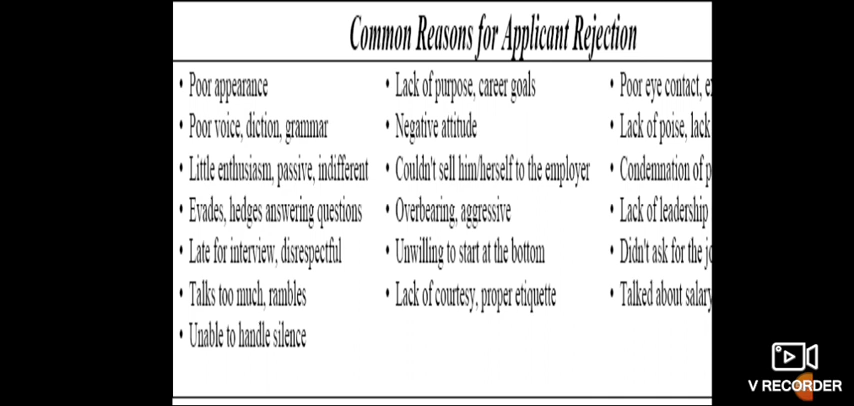 Common Reasons for Applicant Rejection
• Poor appearance
• Poor voice, diction, grammar
• Little enthusiasm, passive, indifferent
• Evades, hedges answering questions
• Late for interview, disrespectful
• Talks too much, rambles
• Unable to handle silence
• Lack of purpose, career goals
• Negative attitude
• Couldn't sell him/herself to the employer
• Overbearing, aggressive
• Unwilling to start at the bottom
• Lack of courtesy, proper etiquette
• Poor eye contact,
• Lack of poise, lack
• Condemnation of
• Lack of leadership
• Didn't ask for the
• Talked about salary
V RECORDER